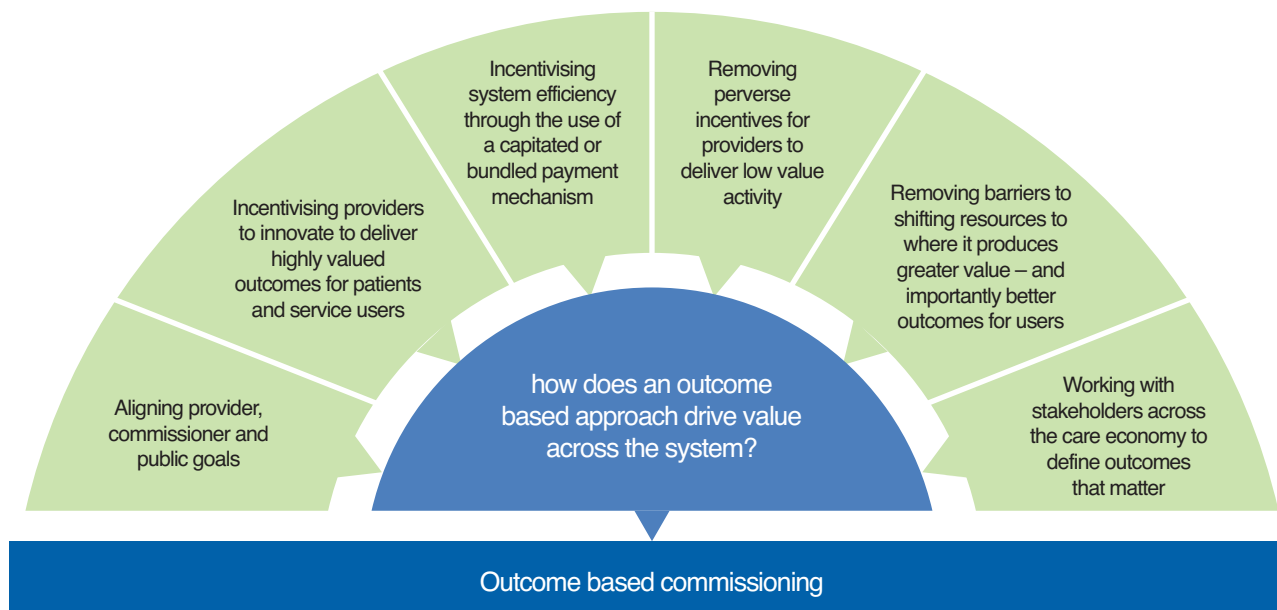 Aligning provider,
commissioner and
public goals
Incentivising providers
to innovate to deliver
highly valued
outcomes for patients
and service users
Incentivising
system efficiency
through the use of
a capitated or
bundled payment
mechanism
Removing
perverse
incentives for
providers to
deliver low value
activity
Removing barriers to
shifting resources to
where it produces
greater value – and
importantly better
outcomes for users
Working with
stakeholders across
the care economy to
define outcomes
that matter
how does an outcome
based approach drive value
across the system?
Outcome based commissioning